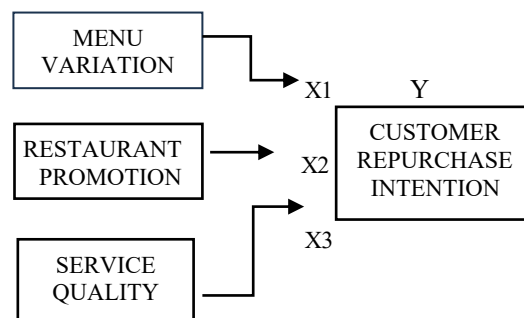 MENU
VARIATION
X1
Y
RESTAURANT
PROMOTION
X2
CUSTOMER
REPURCHASE
INTENTION
X3
SERVICE
QUALITY